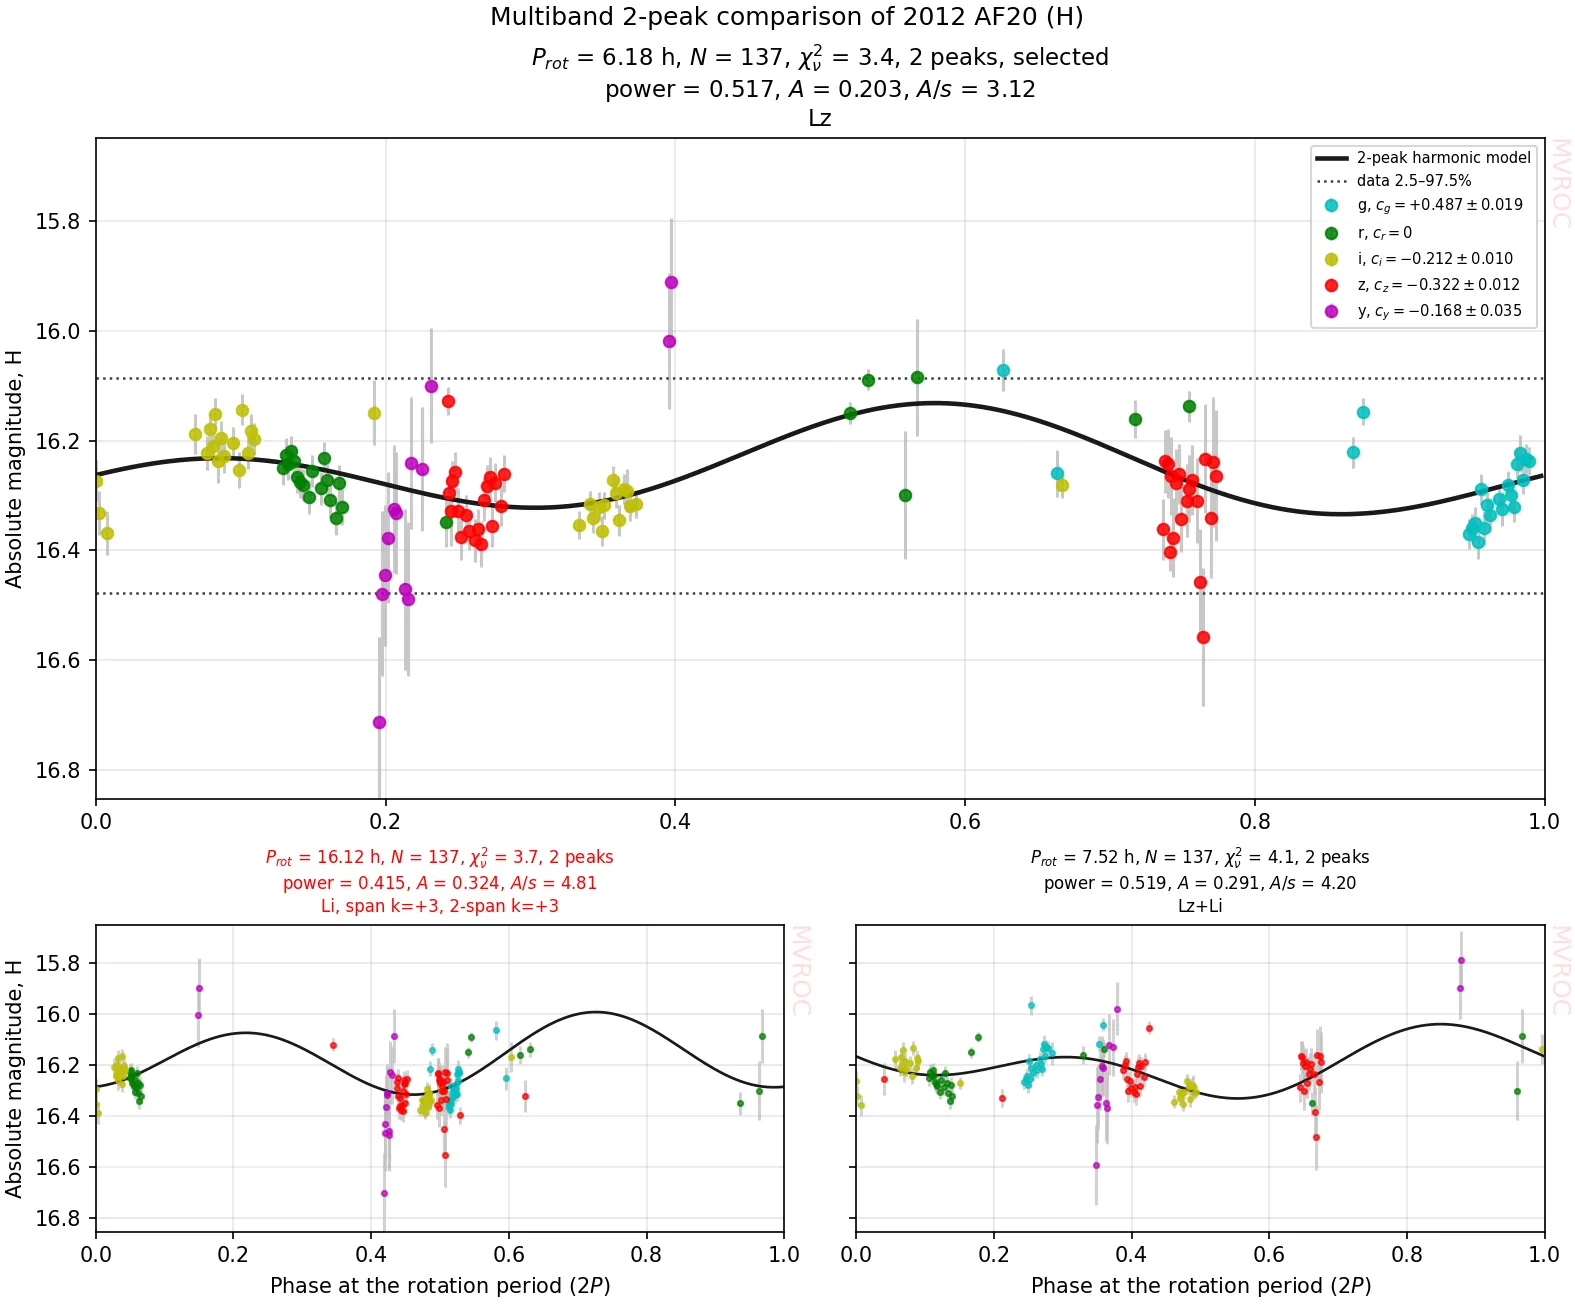 Multiband 2-peak comparison of 2012 AF20 (H)
P_rot = 6.18 h, N = 137, χ²_ν = 3.4, 2 peaks, selected
power = 0.517, A = 0.203, A/s = 3.12
Lz
MVROC
2-peak harmonic model
data 2.5–97.5%
g, c_g = +0.487 ± 0.019
r, c_r = 0
i, c_i = −0.212 ± 0.010
z, c_z = −0.322 ± 0.012
y, c_y = −0.168 ± 0.035
Absolute magnitude, H
15.8
16.0
16.2
16.4
16.6
16.8
0.0 0.2 0.4 0.6 0.8 1.0
P_rot = 16.12 h, N = 137, χ²_ν = 3.7, 2 peaks
power = 0.415, A = 0.324, A/s = 4.81
Li, span k=+3, 2-span k=+3
MVROC
Absolute magnitude, H
15.8
16.0
16.2
16.4
16.6
16.8
0.0 0.2 0.4 0.6 0.8 1.0
Phase at the rotation period (2P)
P_rot = 7.52 h, N = 137, χ²_ν = 4.1, 2 peaks
power = 0.519, A = 0.291, A/s = 4.20
Lz+Li
MVROC
0.0 0.2 0.4 0.6 0.8 1.0
Phase at the rotation period (2P)